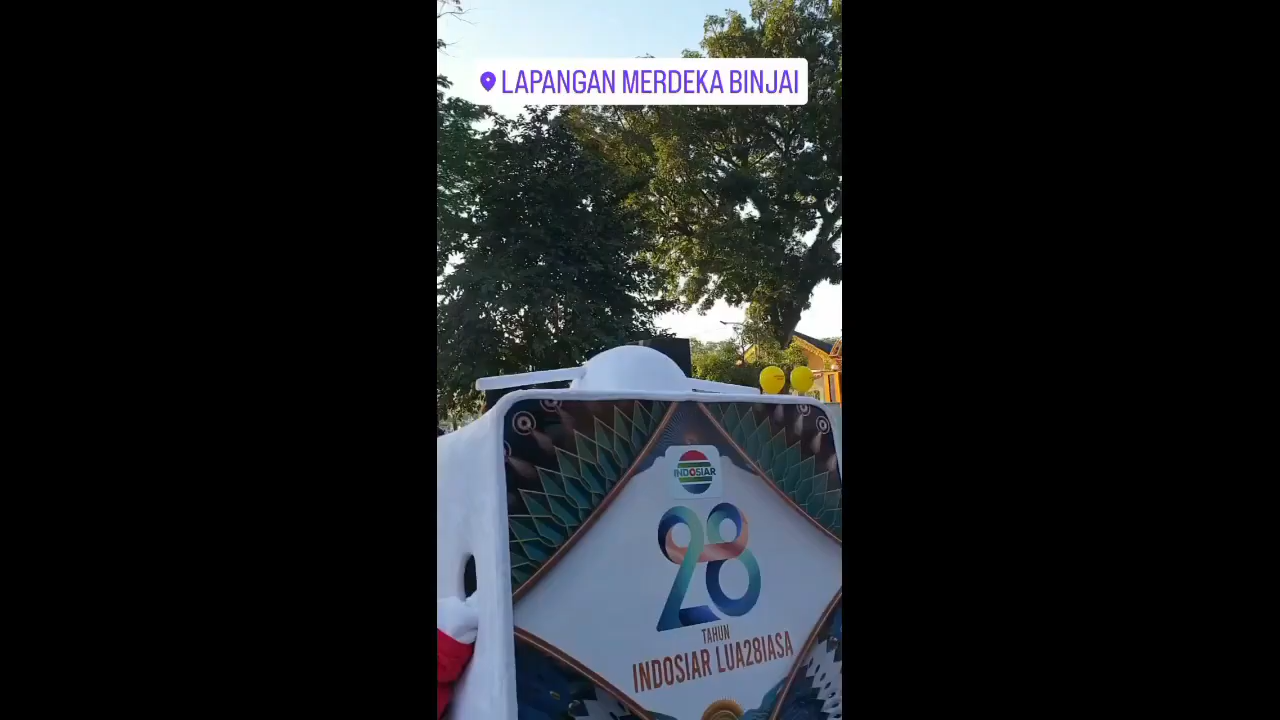 LAPANGAN MERDEKA BINJAI
INDOSIAR
28
TAHUN
INDOSIAR LUA28IASA